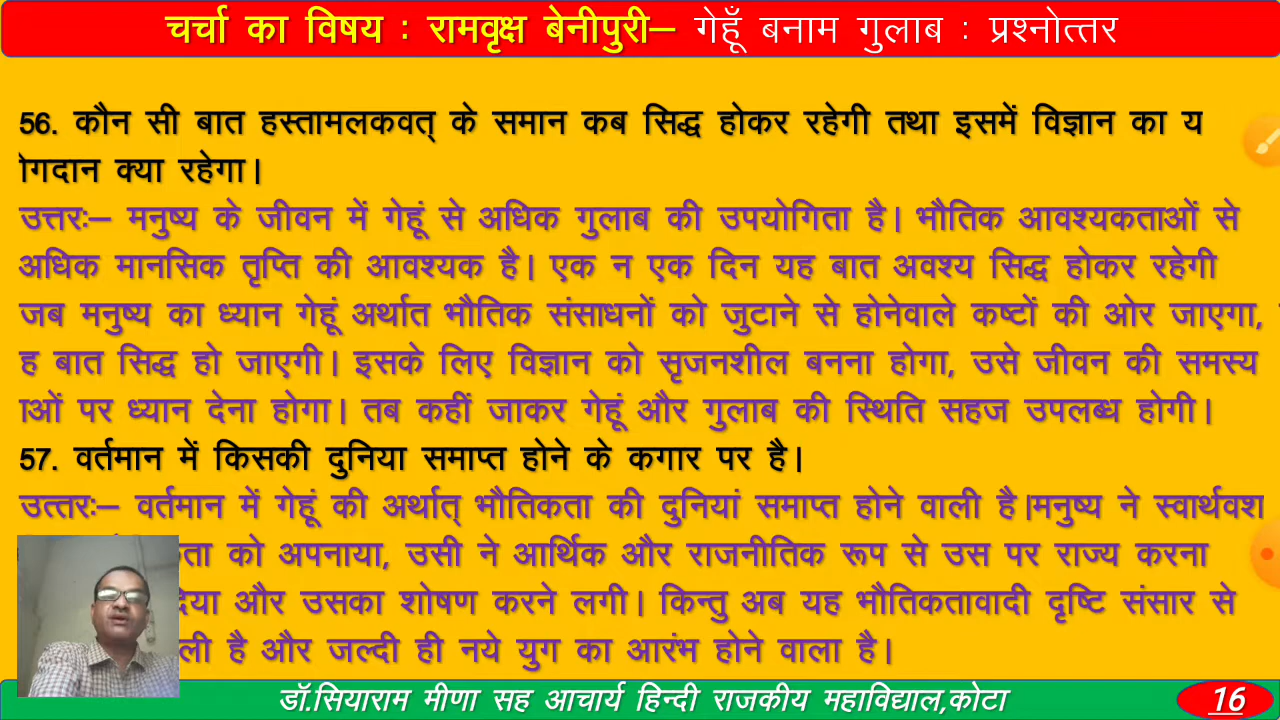 चर्चा का विषय : रामवृक्ष बेनीपुरी– गेहूँ बनाम गुलाब : प्रश्नोत्तर
56. कौन सी बात हस्तामलकवत् के समान कब सिद्ध होकर रहेगी तथा इसमें विज्ञान का य
ोगदान क्या रहेगा।
उत्तरः– मनुष्य के जीवन में गेहूं से अधिक गुलाब की उपयोगिता है। भौतिक आवश्यकताओं से
अधिक मानसिक तृप्ति की आवश्यक है। एक न एक दिन यह बात अवश्य सिद्ध होकर रहेगी
जब मनुष्य का ध्यान गेहूं अर्थात भौतिक संसाधनों को जुटाने से होनेवाले कष्टों की ओर जाएगा,
ह बात सिद्ध हो जाएगी। इसके लिए विज्ञान को सृजनशील बनना होगा, उसे जीवन की समस्य
ाओं पर ध्यान देना होगा। तब कहीं जाकर गेहूं और गुलाब की स्थिति सहज उपलब्ध होगी।
57. वर्तमान में किसकी दुनिया समाप्त होने के कगार पर है।
उत्तरः– वर्तमान में गेहूं की अर्थात् भौतिकता की दुनियां समाप्त होने वाली है।मनुष्य ने स्वार्थवश
को अपनाया, उसी ने आर्थिक और राजनीतिक रूप से उस पर राज्य करना
और उसका शोषण करने लगी। किन्तु अब यह भौतिकतावादी दृष्टि संसार से
है और जल्दी ही नये युग का आरंभ होने वाला है।
डॉ.सियाराम मीणा सह आचार्य हिन्दी राजकीय महाविद्याल,कोटा
16